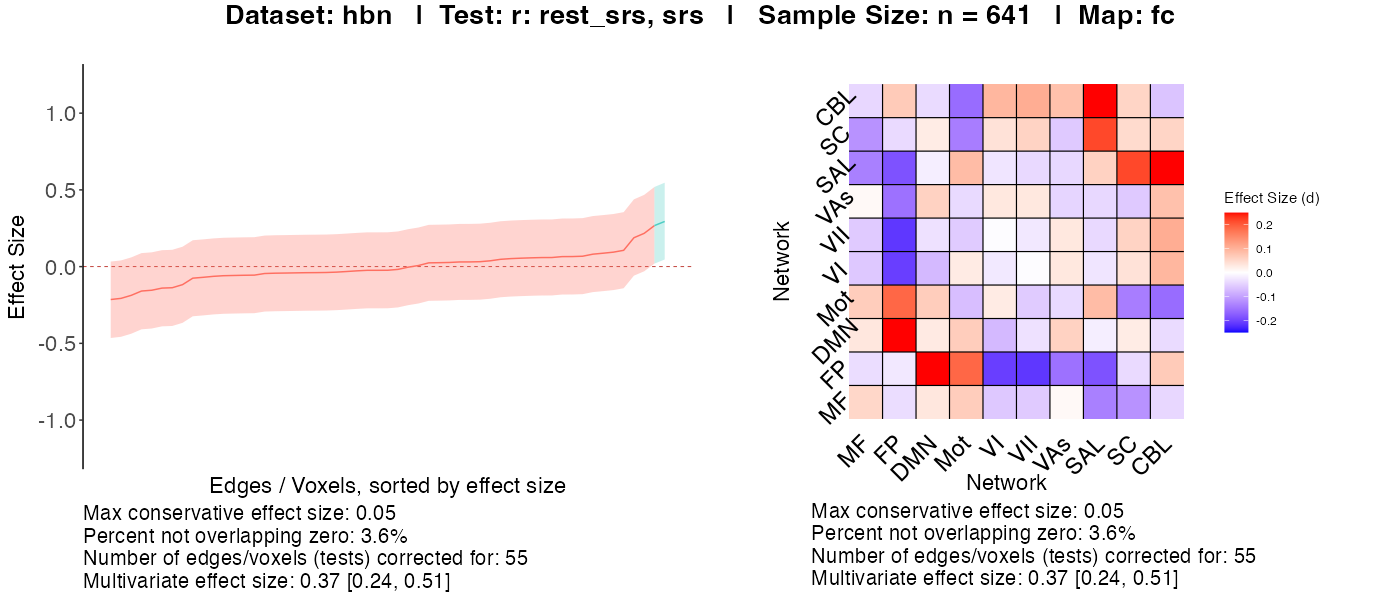 Dataset: hbn | Test: r: rest_srs, srs | Sample Size: n = 641 | Map: fc
Effect Size
1.0
0.5
0.0
-0.5
-1.0
Edges / Voxels, sorted by effect size
Max conservative effect size: 0.05
Percent not overlapping zero: 3.6%
Number of edges/voxels (tests) corrected for: 55
Multivariate effect size: 0.37 [0.24, 0.51]
Network
CBL
SC
SAL
VAs
VII
VI
Mot
DMN
FP
MF
MF
FP
DMN
Mot
VI
VII
VAs
SAL
SC
CBL
Network
Effect Size (d)
0.2
0.1
0.0
-0.1
-0.2
Max conservative effect size: 0.05
Percent not overlapping zero: 3.6%
Number of edges/voxels (tests) corrected for: 55
Multivariate effect size: 0.37 [0.24, 0.51]